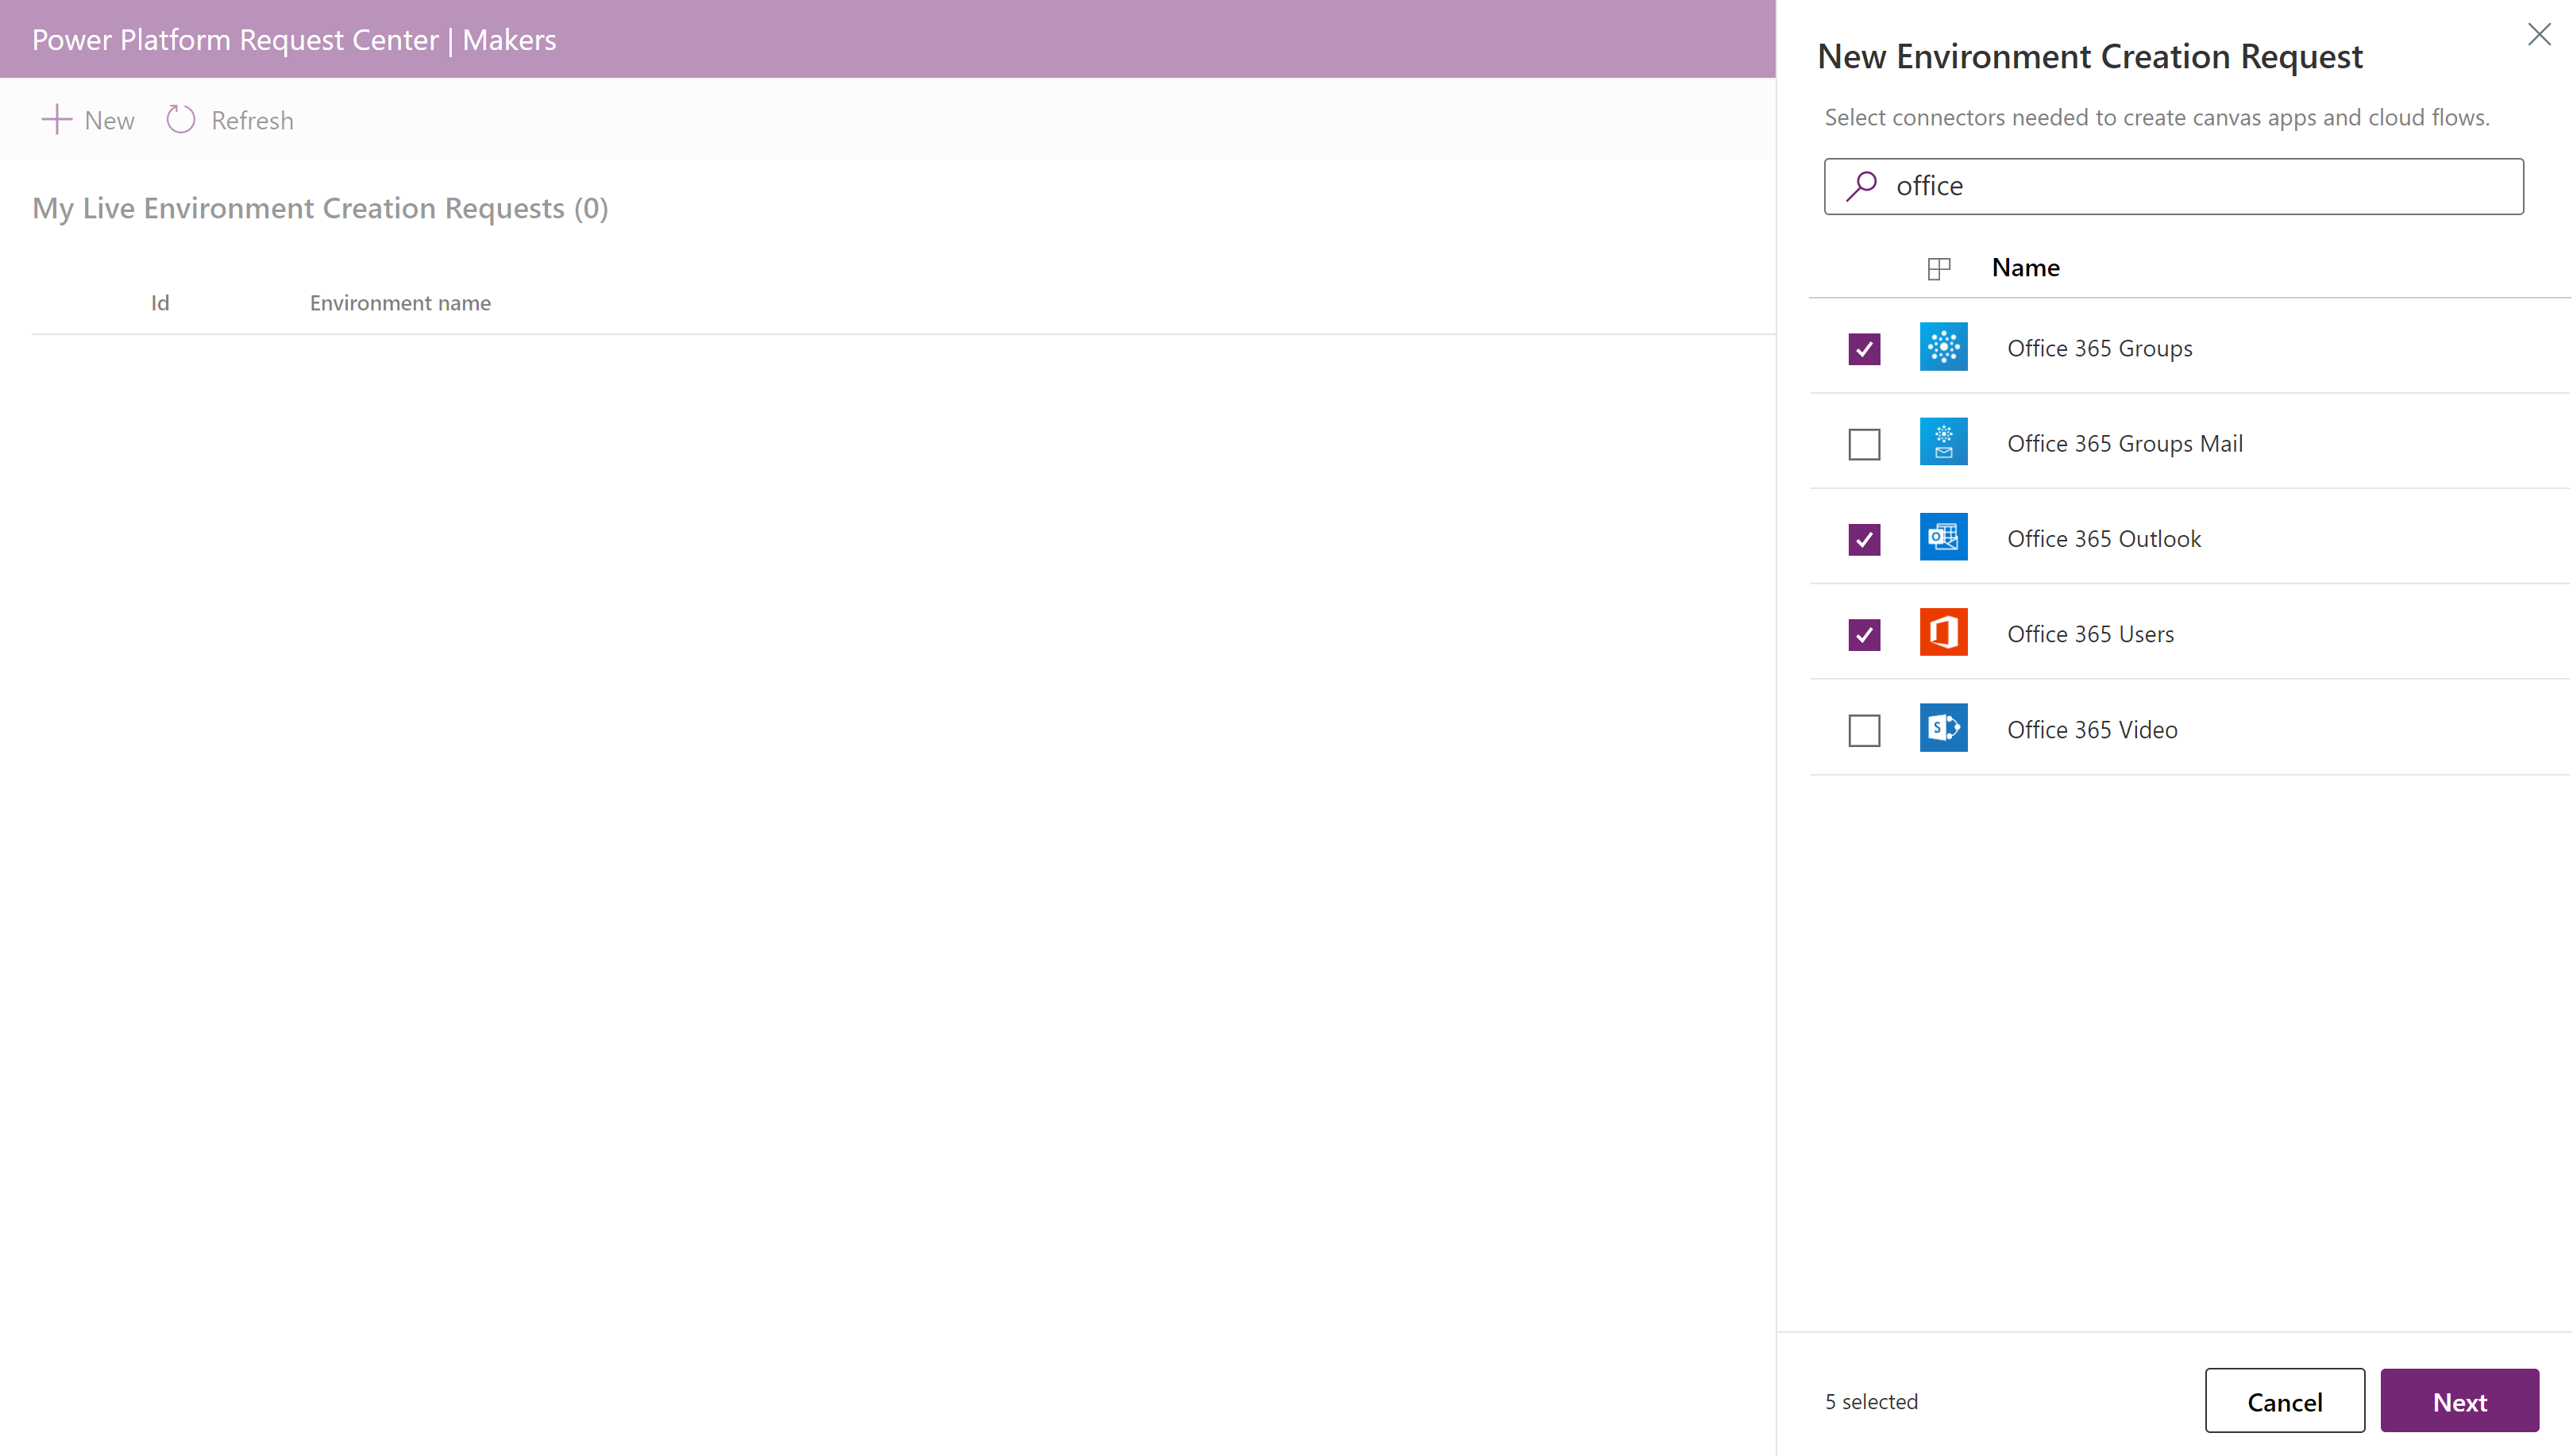 Power Platform Request Center | Makers
New
Refresh
My Live Environment Creation Requests (0)
Id
Environment name
New Environment Creation Request
Select connectors needed to create canvas apps and cloud flows.
office
Name
Office 365 Groups
Office 365 Groups Mail
Office 365 Outlook
Office 365 Users
Office 365 Video
5 selected
Cancel
Next